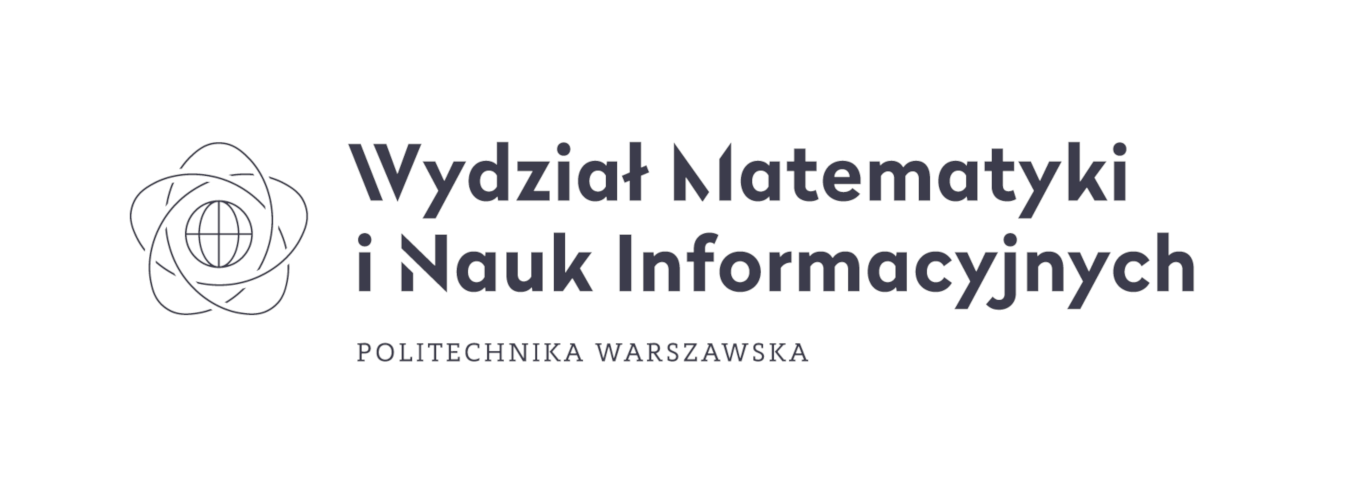 Wydział Matematyki
i Nauk Informacyjnych
POLITECHNIKA WARSZAWSKA